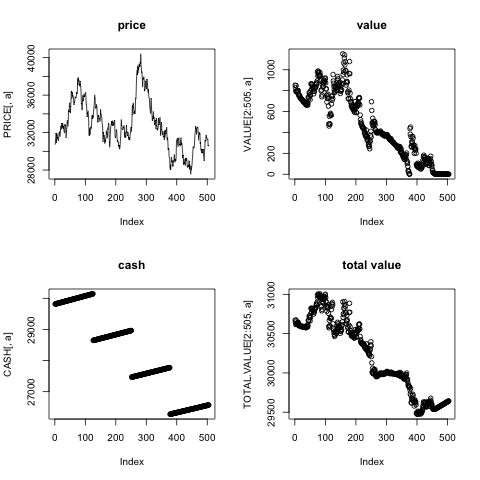 price
PRICE[, a]
28000 32000 36000 40000
0 100 200 300 400 500
Index
value
VALUE[2:505, a]
0 200 600 1000
0 100 200 300 400 500
Index
cash
CASH[, a]
27000 29000
0 100 200 300 400 500
Index
total value
TOTAL.VALUE[2:505, a]
29500 30000 30500 31000
0 100 200 300 400 500
Index